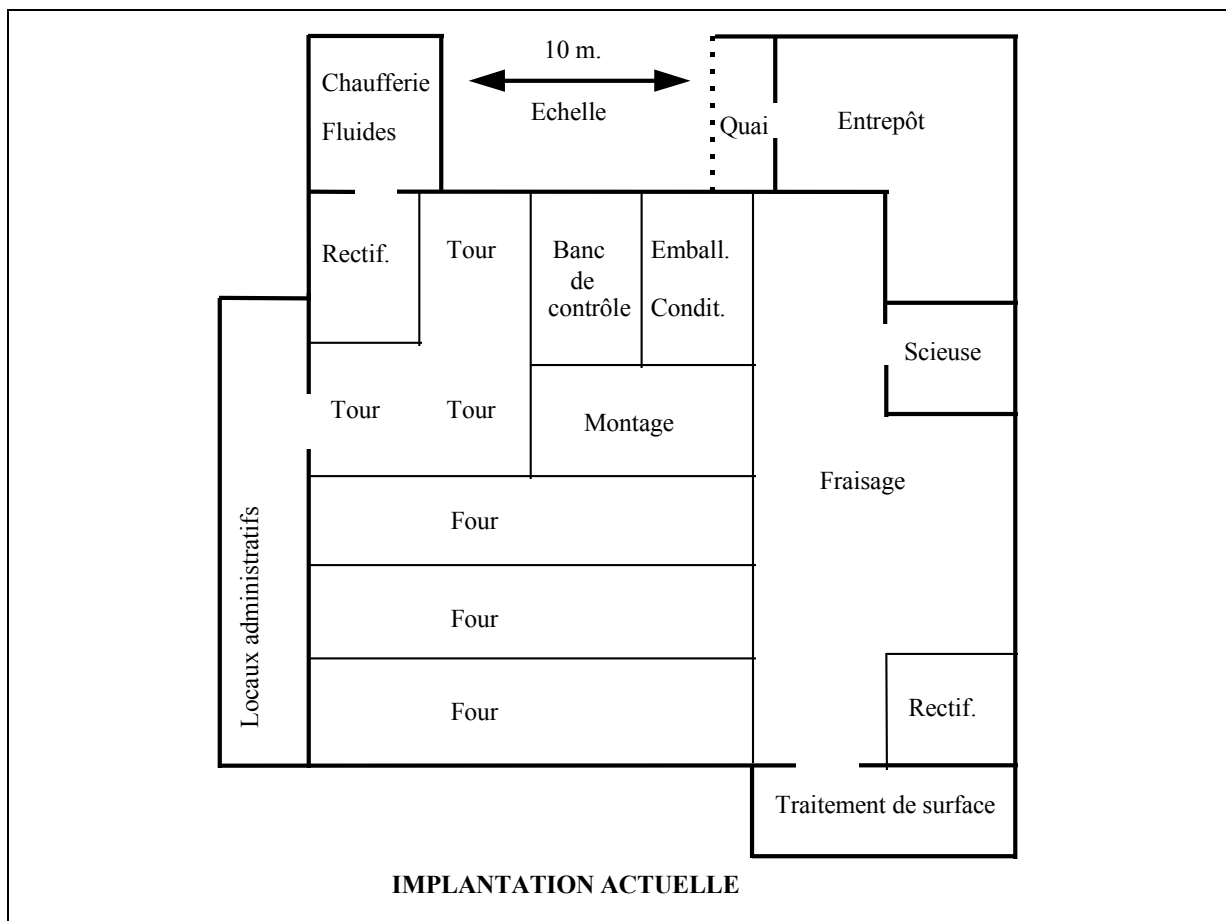 10 m.
Echelle
Chaufferie
Fluides
Quai
Entrepôt
Rectif.
Tour
Banc
de
contrôle
Emball.
Condit.
Scieuse
Tour
Tour
Montage
Fraisage
Locaux administratifs
Four
Four
Four
Rectif.
Traitement de surface
IMPLANTATION ACTUELLE